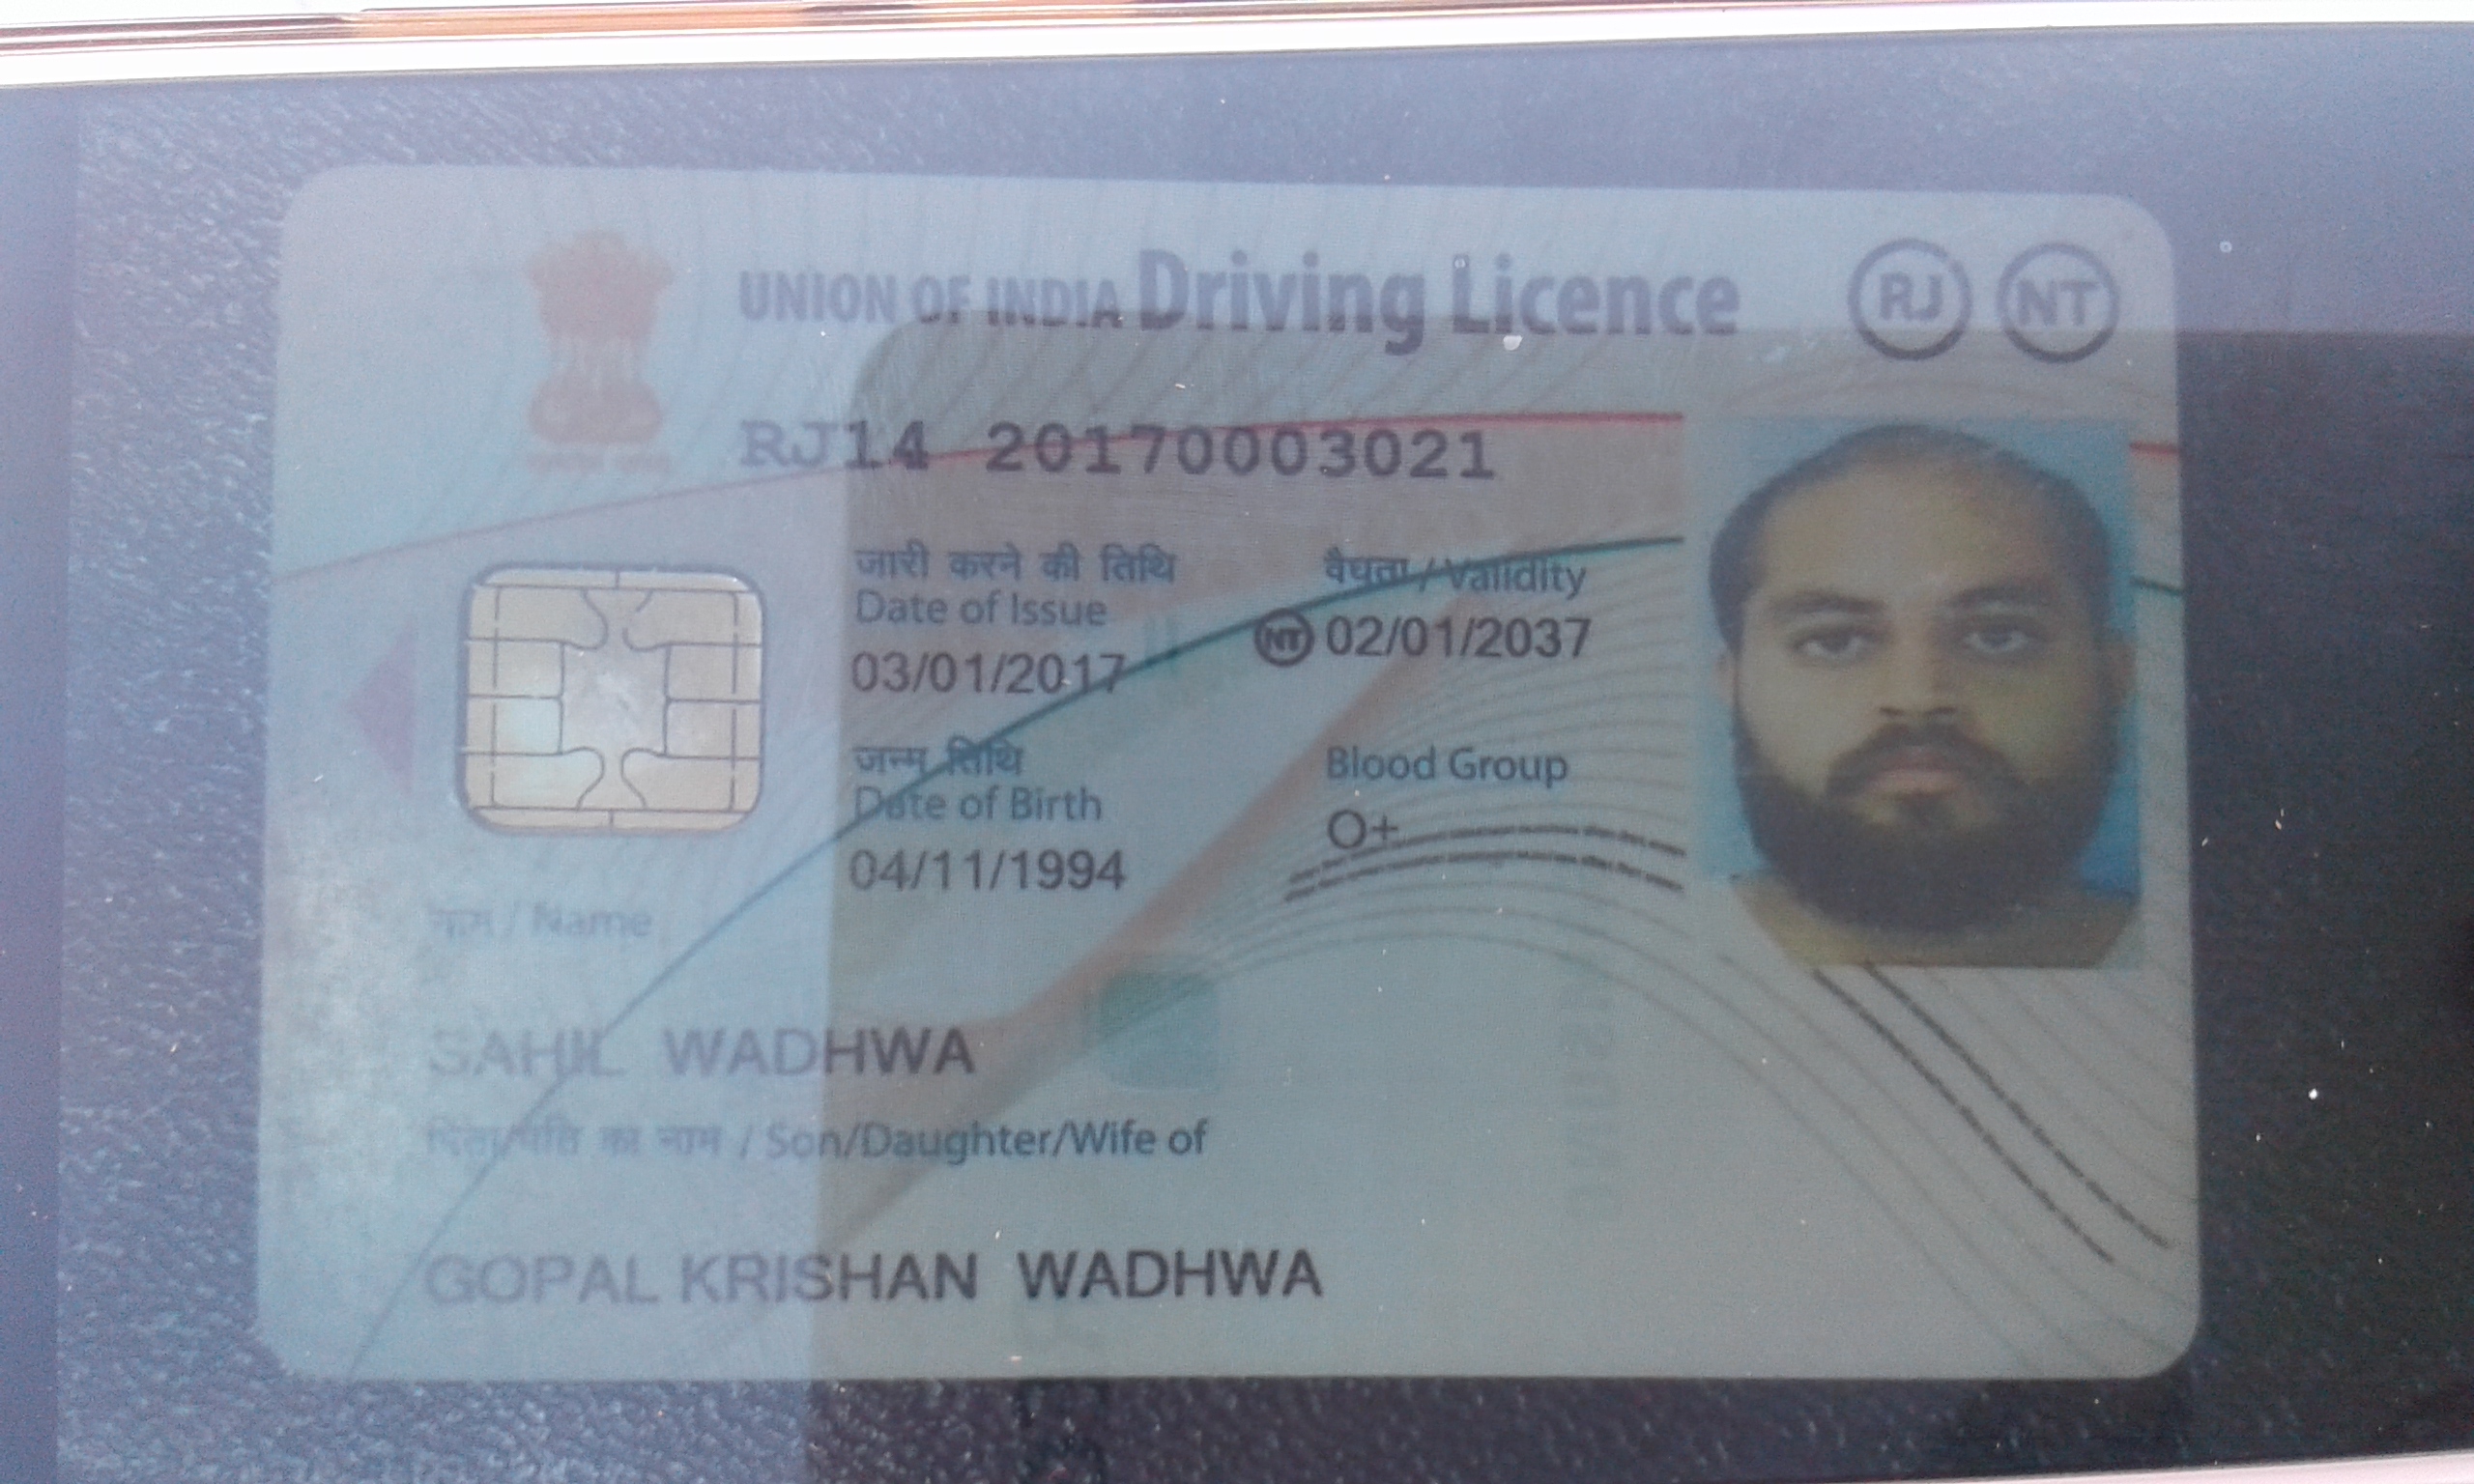 UNION OF INDIA Driving Licence RJ NT
RJ14 20170003021
जारी करने की तिथि
Date of Issue
03/01/2017
वैधता / Validity
NT 02/01/2037
जन्म तिथि
Date of Birth
04/11/1994
Blood Group
O+
नाम / Name
SAHIL WADHWA
पिता/पति का नाम / Son/Daughter/Wife of
GOPAL KRISHAN WADHWA